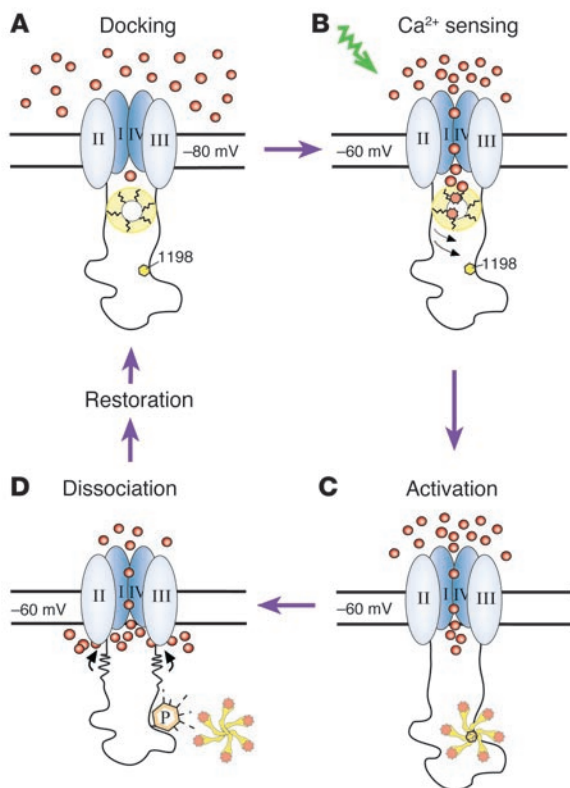 A Docking
B Ca²⁺ sensing
II I IV III
–80 mV
1198
II I IV III
–60 mV
1198
Restoration
D Dissociation
C Activation
II I IV III
–60 mV
P
II I IV III
–60 mV